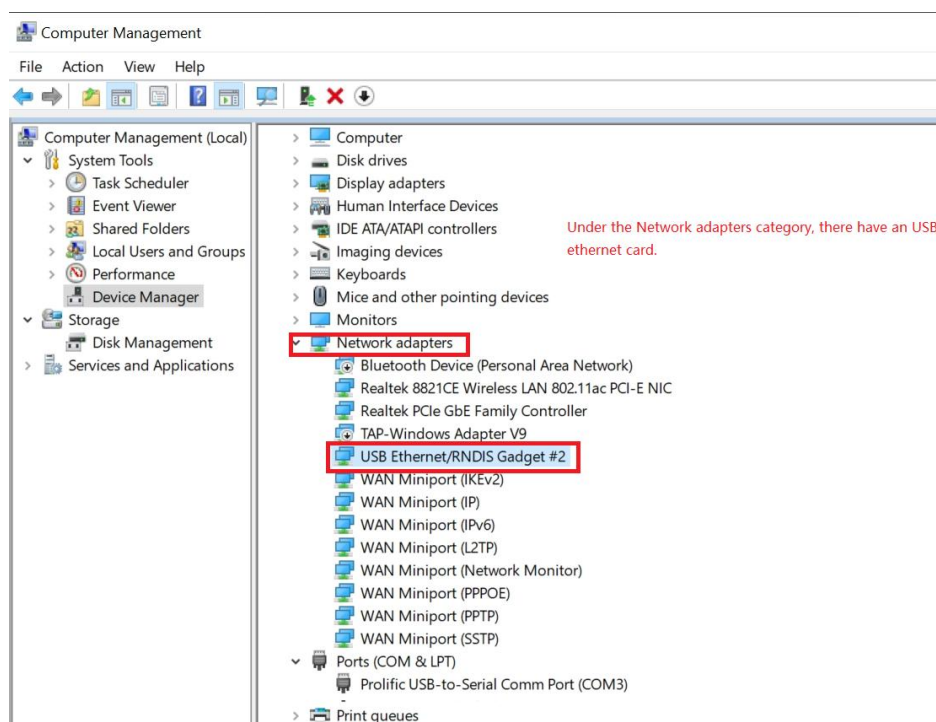 Computer Management
File Action View Help
Computer Management (Local)
System Tools
Task Scheduler
Event Viewer
Shared Folders
Local Users and Groups
Performance
Device Manager
Storage
Disk Management
Services and Applications
Computer
Disk drives
Display adapters
Human Interface Devices
IDE ATA/ATAPI controllers
Imaging devices
Keyboards
Mice and other pointing devices
Monitors
Network adapters
Bluetooth Device (Personal Area Network)
Realtek 8821CE Wireless LAN 802.11ac PCI-E NIC
Realtek PCIe GbE Family Controller
TAP-Windows Adapter V9
USB Ethernet/RNDIS Gadget #2
WAN Miniport (IKEv2)
WAN Miniport (IP)
WAN Miniport (IPv6)
WAN Miniport (L2TP)
WAN Miniport (Network Monitor)
WAN Miniport (PPPOE)
WAN Miniport (PPTP)
WAN Miniport (SSTP)
Ports (COM & LPT)
Prolific USB-to-Serial Comm Port (COM3)
Print queues
Under the Network adapters category, there have an USB
ethernet card.